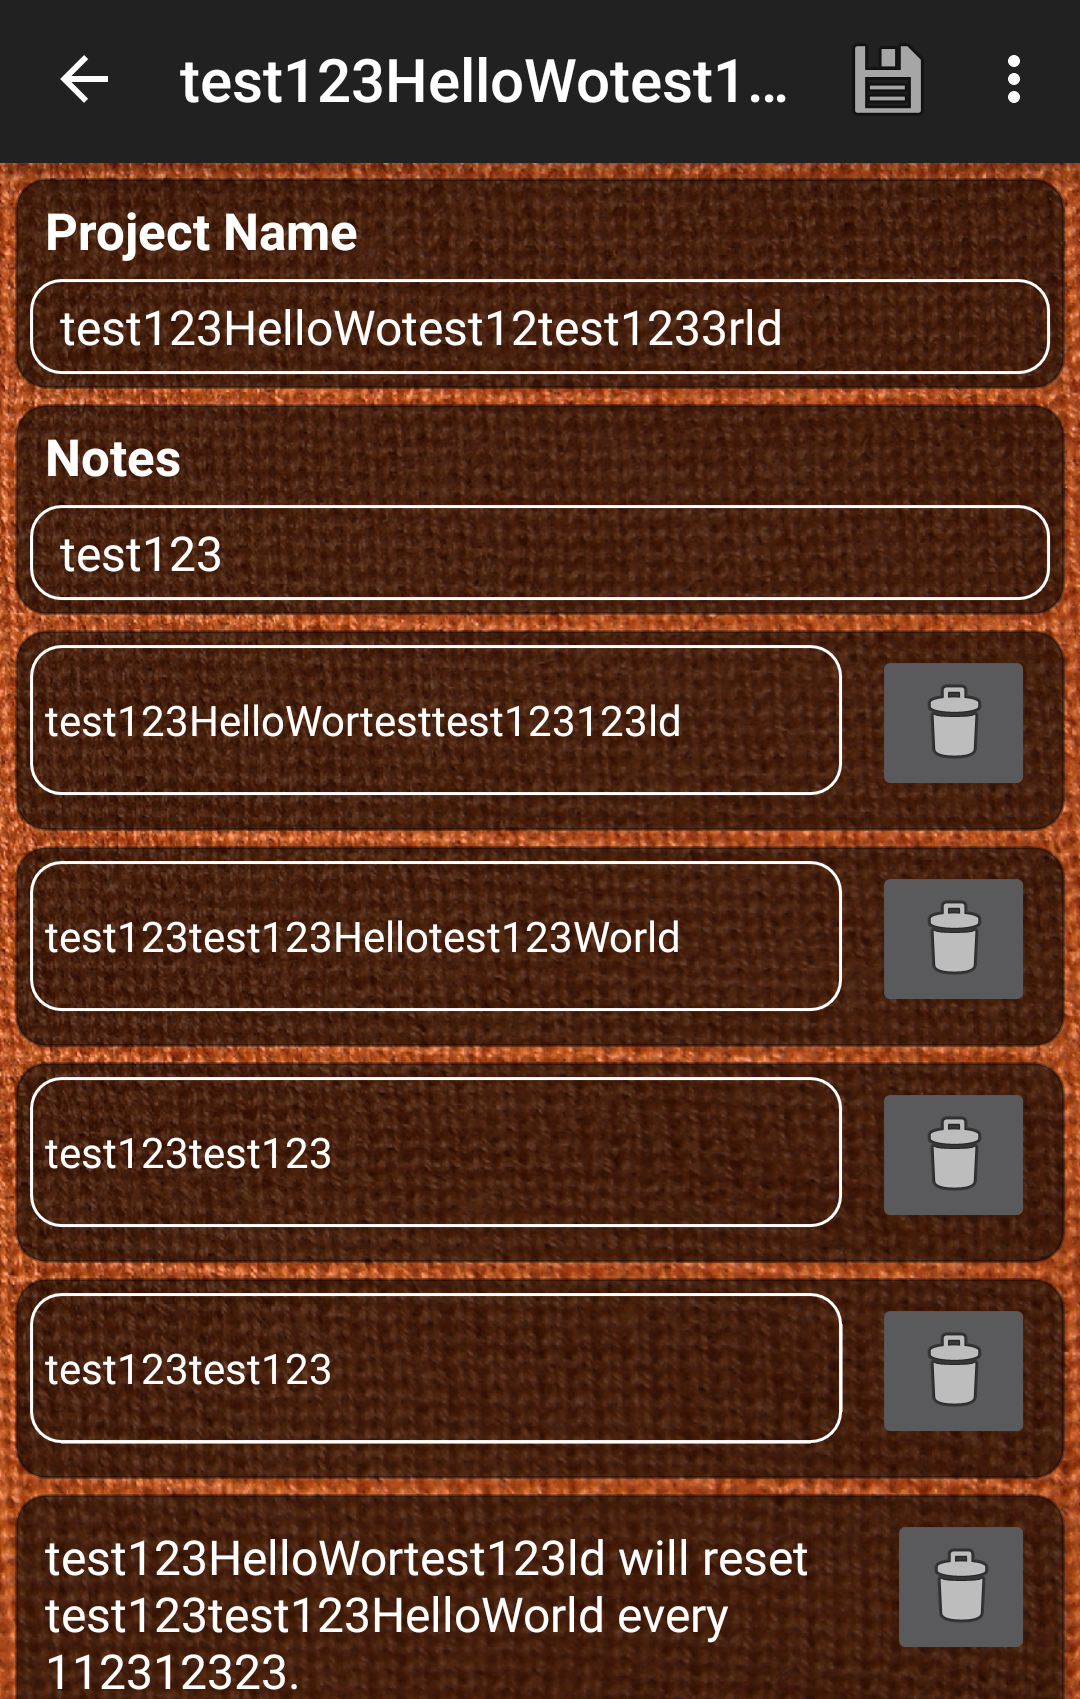 test123HelloWotest1...
Project Name
test123HelloWotest12test1233rld
Notes
test123
test123HelloWortesttest123123ld
test123test123Hellotest123World
test123test123
test123test123
test123HelloWortest123ld will reset
test123test123HelloWorld every
112312323.